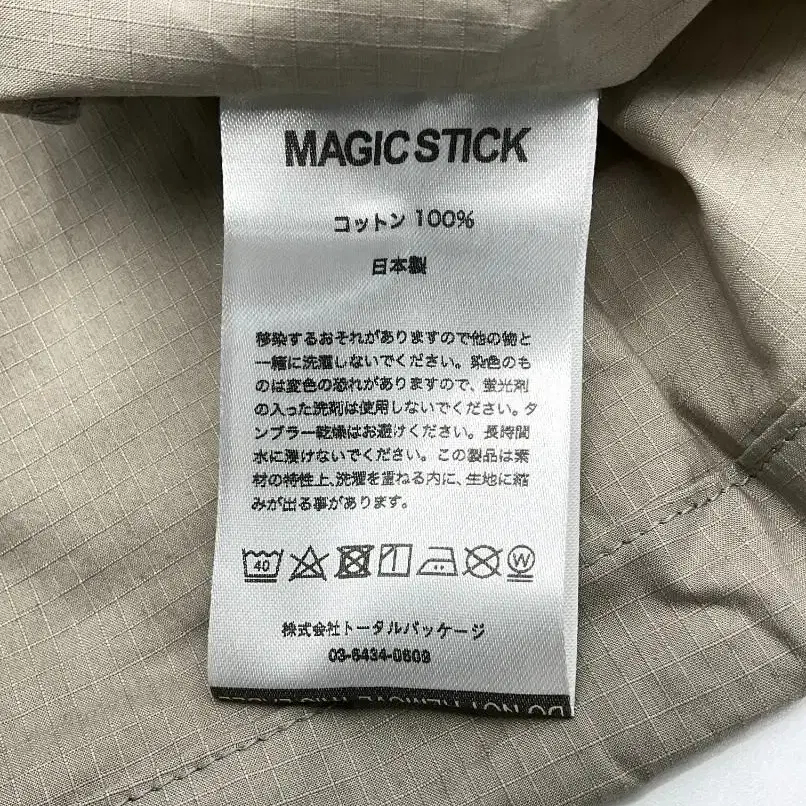 MAGIC STICK
コットン 100%
日本製
移染するおそれがありますので他の物と
一緒に洗濯しないでください。染色のも
のは変色の恐れがありますので、蛍光剤
の入った洗剤は使用しないでください。タ
ンブラー乾燥はお避けください。長時間
水に漬けないでください。この製品は素
材の特性上、洗濯を重ねる内に、生地に縮
みが出る事があります。
40
W
株式会社トータルパッケージ
03-6434-0609
DO NOT REMOVE